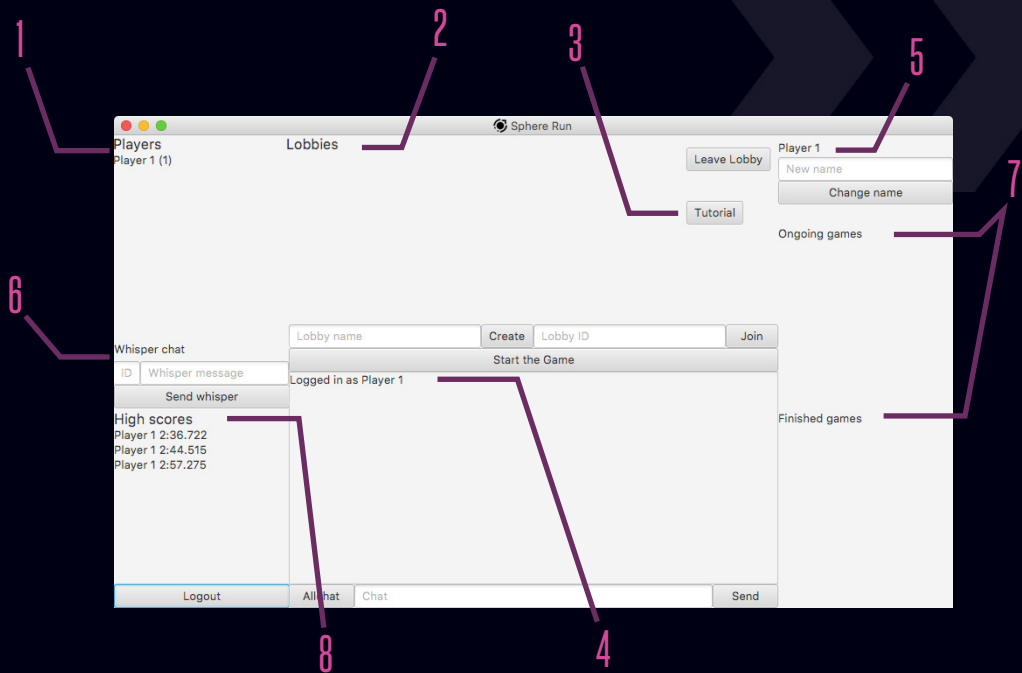 1
2
3
5
7
6
4
8
Sphere Run
Players
Player 1 (1)
Lobbies
Leave Lobby
Tutorial
Player 1
New name
Change name
Ongoing games
Lobby name
Create
Lobby ID
Join
Start the Game
Logged in as Player 1
Whisper chat
ID
Whisper message
Send whisper
High scores
Player 1 2:36.722
Player 1 2:44.515
Player 1 2:57.275
Finished games
Logout
Allchat
Chat
Send